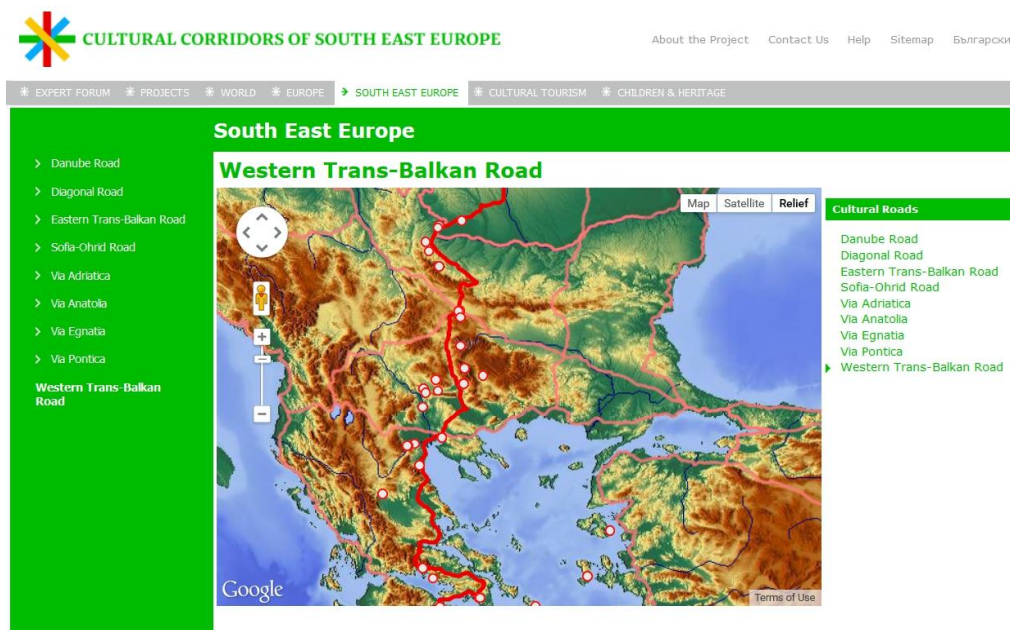 CULTURAL CORRIDORS OF SOUTH EAST EUROPE
About the Project Contact Us Help Sitemap Български
EXPERT FORUM PROJECTS WORLD EUROPE SOUTH EAST EUROPE CULTURAL TOURISM CHILDREN & HERITAGE
South East Europe
Danube Road
Diagonal Road
Eastern Trans-Balkan Road
Sofia-Ohrid Road
Via Adriatica
Via Anatolia
Via Egnatia
Via Pontica
Western Trans-Balkan
Road
Western Trans-Balkan Road
Map Satellite Relief
Google
Terms of Use
Cultural Roads
Danube Road
Diagonal Road
Eastern Trans-Balkan Road
Sofia-Ohrid Road
Via Adriatica
Via Anatolia
Via Egnatia
Via Pontica
Western Trans-Balkan Road